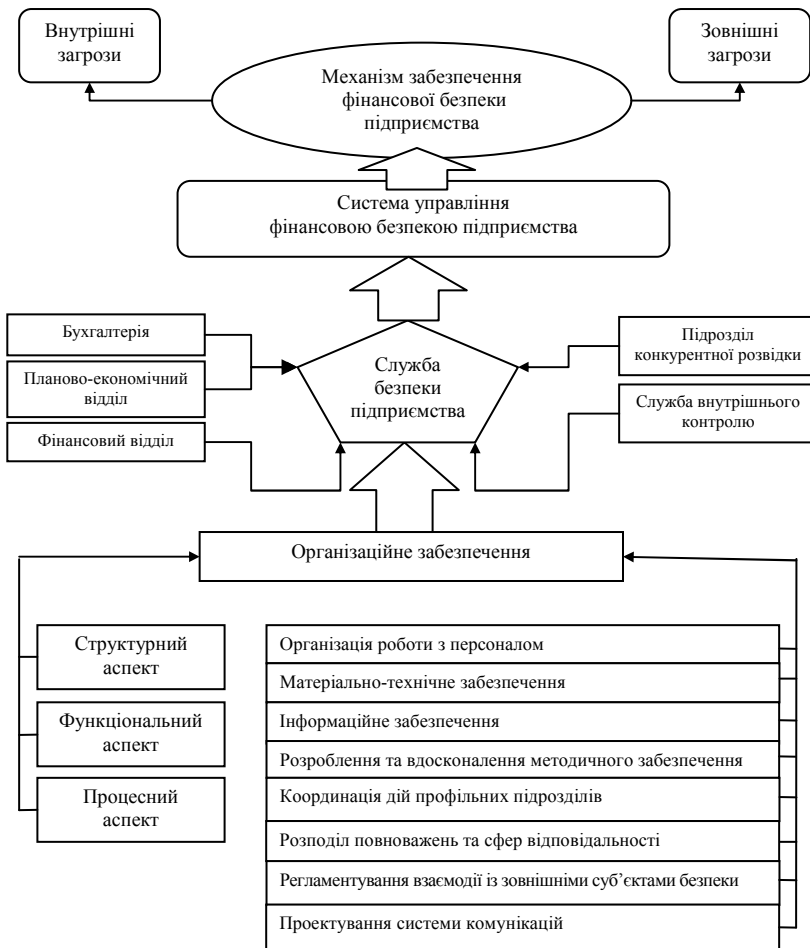 Внутрішні
загрози
Зовнішні
загрози
Механізм забезпечення
фінансової безпеки
підприємства
Система управління
фінансовою безпекою підприємства
Бухгалтерія
Планово-економічний
відділ
Фінансовий відділ
Служба
безпеки
підприємства
Підрозділ
конкурентної розвідки
Служба внутрішнього
контролю
Організаційне забезпечення
Структурний
аспект
Функціональний
аспект
Процесний
аспект
Організація роботи з персоналом
Матеріально-технічне забезпечення
Інформаційне забезпечення
Розроблення та вдосконалення методичного забезпечення
Координація дій профільних підрозділів
Розподіл повноважень та сфер відповідальності
Регламентування взаємодії із зовнішніми суб’єктами безпеки
Проектування системи комунікацій